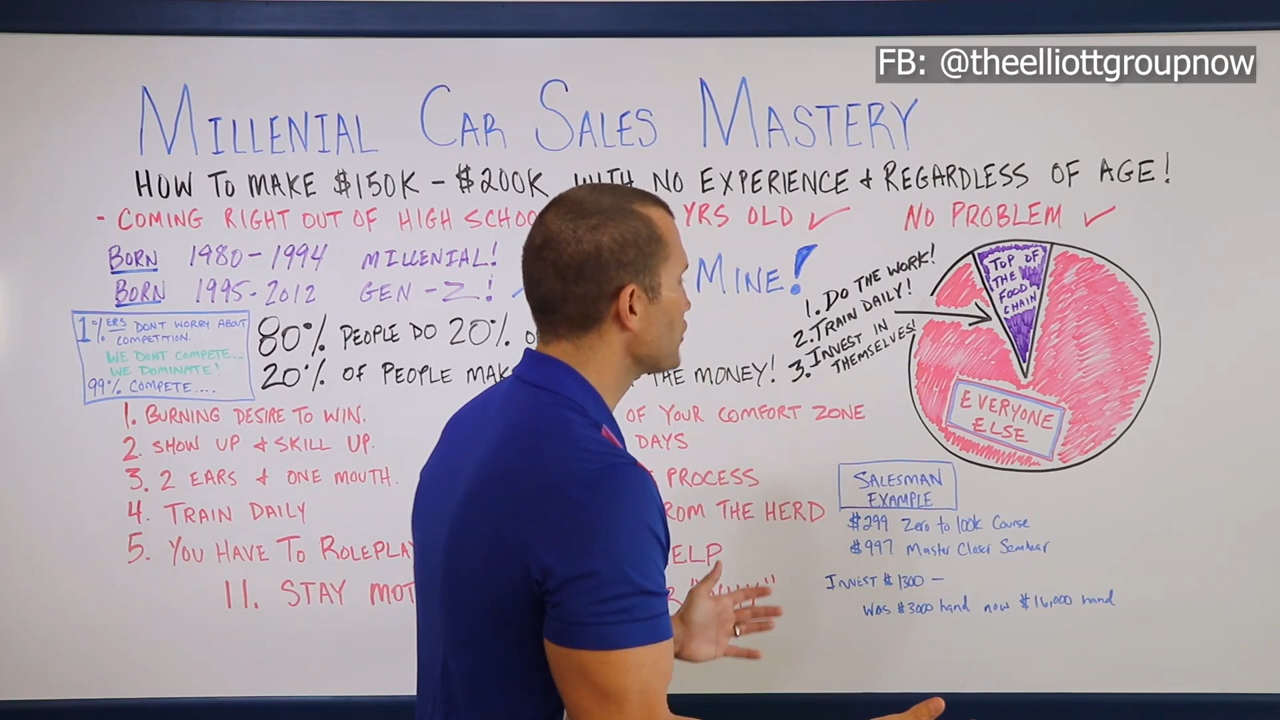 FB: @theelliottgroupnow
MILLENIAL CAR SALES MASTERY
HOW TO MAKE $150K - $200K WITH NO EXPERIENCE & REGARDLESS OF AGE!
- COMING RIGHT OUT OF HIGH YRS OLD ✓ NO PROBLEM ✓
BORN 1980-1994 MILLENIAL!
BORN 1995-2012 GEN-Z! MINE!
1%ERS DONT WORRY ABOUT
COMPETITION.
WE DONT COMPETE...
WE DOMINATE!
99% COMPETE....
80% PEOPLE DO 20%
20% OF PEOPLE THE MONEY!
1. DO THE WORK!
2. TRAIN DAILY!
3. INVEST IN
THEMSELVES!
TOP OF
THE
FOOD
CHAIN
EVERYONE
ELSE
1. BURNING DESIRE TO WIN.
2. SHOW UP & SKILL UP.
3. 2 EARS & ONE MOUTH.
4. TRAIN DAILY
5. YOU HAVE TO ROLEPLAY
OF YOUR COMFORT ZONE
DAYS
PROCESS
THE HERD
11. STAY
SALESMAN
EXAMPLE
$299 Zero to 100k Course
$997 Master Closer Seminar
INVEST $1300 -
WAS $3000 hand now $16,000 hand